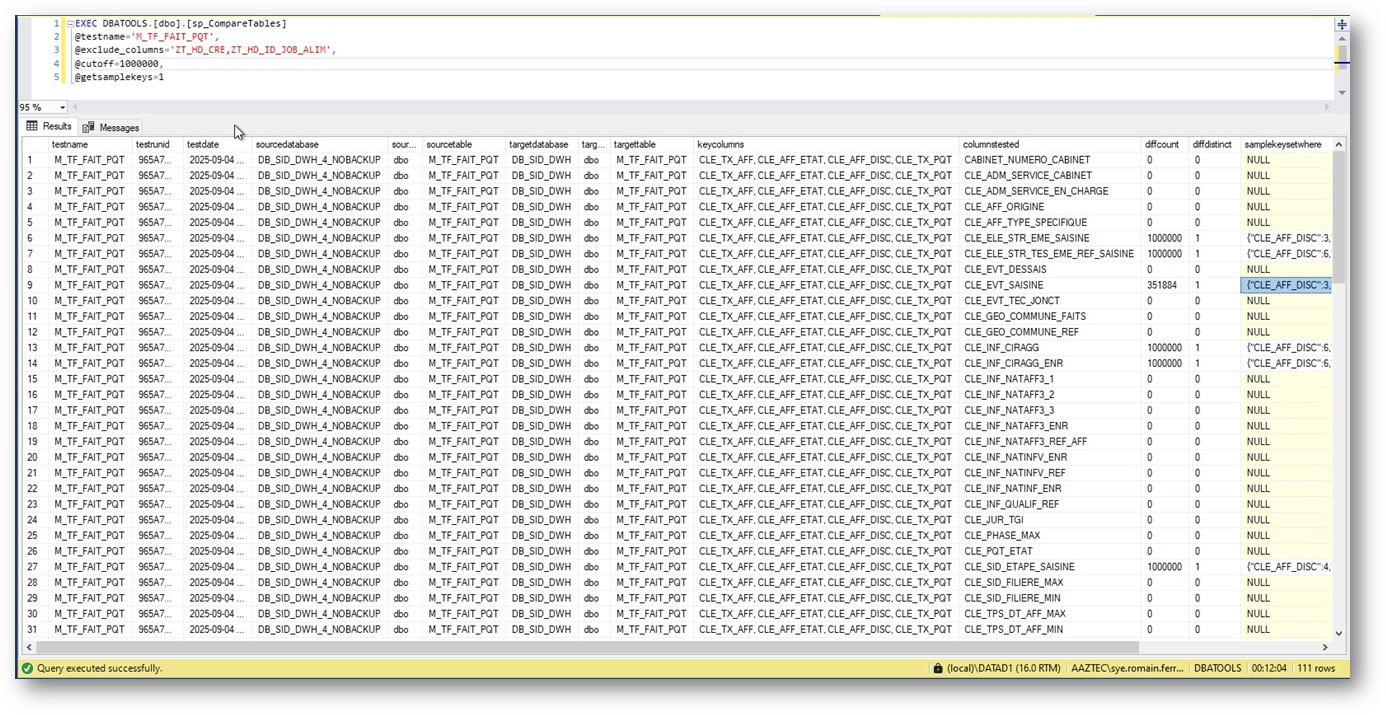 1 EXEC DBATOOLS.[dbo].[sp_CompareTables]
2 @testname='M_TF_FAIT_PQT',
3 @exclude_columns='ZT_HD_CRE,ZT_HD_ID_JOB_ALIM',
4 @cutoff=1000000,
5 @getsamplekeys=1
95 %
Results Messages
testname testrunid testdate sourcedatabase sour... sourcetable targetdatabase targ... targettable keycolumns columnstested diffcount diffdistinct samplekeysetwhere
1 M_TF_FAIT_PQT 965A7... 2025-09-04 ... DB_SID_DWH_4_NOBACKUP dbo M_TF_FAIT_PQT DB_SID_DWH dbo M_TF_FAIT_PQT CLE_TX_AFF, CLE_AFF_ETAT, CLE_AFF_DISC, CLE_TX_PQT CABINET_NUMERO_CABINET 0 0 NULL
2 M_TF_FAIT_PQT 965A7... 2025-09-04 ... DB_SID_DWH_4_NOBACKUP dbo M_TF_FAIT_PQT DB_SID_DWH dbo M_TF_FAIT_PQT CLE_TX_AFF, CLE_AFF_ETAT, CLE_AFF_DISC, CLE_TX_PQT CLE_ADM_SERVICE_CABINET 0 0 NULL
3 M_TF_FAIT_PQT 965A7... 2025-09-04 ... DB_SID_DWH_4_NOBACKUP dbo M_TF_FAIT_PQT DB_SID_DWH dbo M_TF_FAIT_PQT CLE_TX_AFF, CLE_AFF_ETAT, CLE_AFF_DISC, CLE_TX_PQT CLE_ADM_SERVICE_EN_CHARGE 0 0 NULL
4 M_TF_FAIT_PQT 965A7... 2025-09-04 ... DB_SID_DWH_4_NOBACKUP dbo M_TF_FAIT_PQT DB_SID_DWH dbo M_TF_FAIT_PQT CLE_TX_AFF, CLE_AFF_ETAT, CLE_AFF_DISC, CLE_TX_PQT CLE_AFF_ORIGINE 0 0 NULL
5 M_TF_FAIT_PQT 965A7... 2025-09-04 ... DB_SID_DWH_4_NOBACKUP dbo M_TF_FAIT_PQT DB_SID_DWH dbo M_TF_FAIT_PQT CLE_TX_AFF, CLE_AFF_ETAT, CLE_AFF_DISC, CLE_TX_PQT CLE_AFF_TYPE_SPECIFIQUE 0 0 NULL
6 M_TF_FAIT_PQT 965A7... 2025-09-04 ... DB_SID_DWH_4_NOBACKUP dbo M_TF_FAIT_PQT DB_SID_DWH dbo M_TF_FAIT_PQT CLE_TX_AFF, CLE_AFF_ETAT, CLE_AFF_DISC, CLE_TX_PQT CLE_ELE_STR_EME_SAISINE 1000000 1 {"CLE_AFF_DISC":3,
7 M_TF_FAIT_PQT 965A7... 2025-09-04 ... DB_SID_DWH_4_NOBACKUP dbo M_TF_FAIT_PQT DB_SID_DWH dbo M_TF_FAIT_PQT CLE_TX_AFF, CLE_AFF_ETAT, CLE_AFF_DISC, CLE_TX_PQT CLE_ELE_STR_TES_EME_REF_SAISINE 1000000 1 {"CLE_AFF_DISC":6,
8 M_TF_FAIT_PQT 965A7... 2025-09-04 ... DB_SID_DWH_4_NOBACKUP dbo M_TF_FAIT_PQT DB_SID_DWH dbo M_TF_FAIT_PQT CLE_TX_AFF, CLE_AFF_ETAT, CLE_AFF_DISC, CLE_TX_PQT CLE_EVT_DESSAIS 0 0 NULL
9 M_TF_FAIT_PQT 965A7... 2025-09-04 ... DB_SID_DWH_4_NOBACKUP dbo M_TF_FAIT_PQT DB_SID_DWH dbo M_TF_FAIT_PQT CLE_TX_AFF, CLE_AFF_ETAT, CLE_AFF_DISC, CLE_TX_PQT CLE_EVT_SAISINE 351884 1 {"CLE_AFF_DISC":3,
10 M_TF_FAIT_PQT 965A7... 2025-09-04 ... DB_SID_DWH_4_NOBACKUP dbo M_TF_FAIT_PQT DB_SID_DWH dbo M_TF_FAIT_PQT CLE_TX_AFF, CLE_AFF_ETAT, CLE_AFF_DISC, CLE_TX_PQT CLE_EVT_TEC_JONCT 0 0 NULL
11 M_TF_FAIT_PQT 965A7... 2025-09-04 ... DB_SID_DWH_4_NOBACKUP dbo M_TF_FAIT_PQT DB_SID_DWH dbo M_TF_FAIT_PQT CLE_TX_AFF, CLE_AFF_ETAT, CLE_AFF_DISC, CLE_TX_PQT CLE_GEO_COMMUNE_FAITS 0 0 NULL
12 M_TF_FAIT_PQT 965A7... 2025-09-04 ... DB_SID_DWH_4_NOBACKUP dbo M_TF_FAIT_PQT DB_SID_DWH dbo M_TF_FAIT_PQT CLE_TX_AFF, CLE_AFF_ETAT, CLE_AFF_DISC, CLE_TX_PQT CLE_GEO_COMMUNE_REF 0 0 NULL
13 M_TF_FAIT_PQT 965A7... 2025-09-04 ... DB_SID_DWH_4_NOBACKUP dbo M_TF_FAIT_PQT DB_SID_DWH dbo M_TF_FAIT_PQT CLE_TX_AFF, CLE_AFF_ETAT, CLE_AFF_DISC, CLE_TX_PQT CLE_INF_CIRAGG 1000000 1 {"CLE_AFF_DISC":6,
14 M_TF_FAIT_PQT 965A7... 2025-09-04 ... DB_SID_DWH_4_NOBACKUP dbo M_TF_FAIT_PQT DB_SID_DWH dbo M_TF_FAIT_PQT CLE_TX_AFF, CLE_AFF_ETAT, CLE_AFF_DISC, CLE_TX_PQT CLE_INF_CIRAGG_ENR 1000000 1 {"CLE_AFF_DISC":6,
15 M_TF_FAIT_PQT 965A7... 2025-09-04 ... DB_SID_DWH_4_NOBACKUP dbo M_TF_FAIT_PQT DB_SID_DWH dbo M_TF_FAIT_PQT CLE_TX_AFF, CLE_AFF_ETAT, CLE_AFF_DISC, CLE_TX_PQT CLE_INF_NATAFF3_1 0 0 NULL
16 M_TF_FAIT_PQT 965A7... 2025-09-04 ... DB_SID_DWH_4_NOBACKUP dbo M_TF_FAIT_PQT DB_SID_DWH dbo M_TF_FAIT_PQT CLE_TX_AFF, CLE_AFF_ETAT, CLE_AFF_DISC, CLE_TX_PQT CLE_INF_NATAFF3_2 0 0 NULL
17 M_TF_FAIT_PQT 965A7... 2025-09-04 ... DB_SID_DWH_4_NOBACKUP dbo M_TF_FAIT_PQT DB_SID_DWH dbo M_TF_FAIT_PQT CLE_TX_AFF, CLE_AFF_ETAT, CLE_AFF_DISC, CLE_TX_PQT CLE_INF_NATAFF3_3 0 0 NULL
18 M_TF_FAIT_PQT 965A7... 2025-09-04 ... DB_SID_DWH_4_NOBACKUP dbo M_TF_FAIT_PQT DB_SID_DWH dbo M_TF_FAIT_PQT CLE_TX_AFF, CLE_AFF_ETAT, CLE_AFF_DISC, CLE_TX_PQT CLE_INF_NATAFF3_ENR 0 0 NULL
19 M_TF_FAIT_PQT 965A7... 2025-09-04 ... DB_SID_DWH_4_NOBACKUP dbo M_TF_FAIT_PQT DB_SID_DWH dbo M_TF_FAIT_PQT CLE_TX_AFF, CLE_AFF_ETAT, CLE_AFF_DISC, CLE_TX_PQT CLE_INF_NATAFF3_REF_AFF 0 0 NULL
20 M_TF_FAIT_PQT 965A7... 2025-09-04 ... DB_SID_DWH_4_NOBACKUP dbo M_TF_FAIT_PQT DB_SID_DWH dbo M_TF_FAIT_PQT CLE_TX_AFF, CLE_AFF_ETAT, CLE_AFF_DISC, CLE_TX_PQT CLE_INF_NATINFV_ENR 0 0 NULL
21 M_TF_FAIT_PQT 965A7... 2025-09-04 ... DB_SID_DWH_4_NOBACKUP dbo M_TF_FAIT_PQT DB_SID_DWH dbo M_TF_FAIT_PQT CLE_TX_AFF, CLE_AFF_ETAT, CLE_AFF_DISC, CLE_TX_PQT CLE_INF_NATINFV_REF 0 0 NULL
22 M_TF_FAIT_PQT 965A7... 2025-09-04 ... DB_SID_DWH_4_NOBACKUP dbo M_TF_FAIT_PQT DB_SID_DWH dbo M_TF_FAIT_PQT CLE_TX_AFF, CLE_AFF_ETAT, CLE_AFF_DISC, CLE_TX_PQT CLE_INF_NATINF_ENR 0 0 NULL
23 M_TF_FAIT_PQT 965A7... 2025-09-04 ... DB_SID_DWH_4_NOBACKUP dbo M_TF_FAIT_PQT DB_SID_DWH dbo M_TF_FAIT_PQT CLE_TX_AFF, CLE_AFF_ETAT, CLE_AFF_DISC, CLE_TX_PQT CLE_INF_QUALIF_REF 0 0 NULL
24 M_TF_FAIT_PQT 965A7... 2025-09-04 ... DB_SID_DWH_4_NOBACKUP dbo M_TF_FAIT_PQT DB_SID_DWH dbo M_TF_FAIT_PQT CLE_TX_AFF, CLE_AFF_ETAT, CLE_AFF_DISC, CLE_TX_PQT CLE_JUR_TGI 0 0 NULL
25 M_TF_FAIT_PQT 965A7... 2025-09-04 ... DB_SID_DWH_4_NOBACKUP dbo M_TF_FAIT_PQT DB_SID_DWH dbo M_TF_FAIT_PQT CLE_TX_AFF, CLE_AFF_ETAT, CLE_AFF_DISC, CLE_TX_PQT CLE_PHASE_MAX 0 0 NULL
26 M_TF_FAIT_PQT 965A7... 2025-09-04 ... DB_SID_DWH_4_NOBACKUP dbo M_TF_FAIT_PQT DB_SID_DWH dbo M_TF_FAIT_PQT CLE_TX_AFF, CLE_AFF_ETAT, CLE_AFF_DISC, CLE_TX_PQT CLE_PQT_ETAT 0 0 NULL
27 M_TF_FAIT_PQT 965A7... 2025-09-04 ... DB_SID_DWH_4_NOBACKUP dbo M_TF_FAIT_PQT DB_SID_DWH dbo M_TF_FAIT_PQT CLE_TX_AFF, CLE_AFF_ETAT, CLE_AFF_DISC, CLE_TX_PQT CLE_SID_ETAPE_SAISINE 1000000 1 {"CLE_AFF_DISC":4,
28 M_TF_FAIT_PQT 965A7... 2025-09-04 ... DB_SID_DWH_4_NOBACKUP dbo M_TF_FAIT_PQT DB_SID_DWH dbo M_TF_FAIT_PQT CLE_TX_AFF, CLE_AFF_ETAT, CLE_AFF_DISC, CLE_TX_PQT CLE_SID_FILIERE_MAX 0 0 NULL
29 M_TF_FAIT_PQT 965A7... 2025-09-04 ... DB_SID_DWH_4_NOBACKUP dbo M_TF_FAIT_PQT DB_SID_DWH dbo M_TF_FAIT_PQT CLE_TX_AFF, CLE_AFF_ETAT, CLE_AFF_DISC, CLE_TX_PQT CLE_SID_FILIERE_MIN 0 0 NULL
30 M_TF_FAIT_PQT 965A7... 2025-09-04 ... DB_SID_DWH_4_NOBACKUP dbo M_TF_FAIT_PQT DB_SID_DWH dbo M_TF_FAIT_PQT CLE_TX_AFF, CLE_AFF_ETAT, CLE_AFF_DISC, CLE_TX_PQT CLE_TPS_DT_AFF_MAX 0 0 NULL
31 M_TF_FAIT_PQT 965A7... 2025-09-04 ... DB_SID_DWH_4_NOBACKUP dbo M_TF_FAIT_PQT DB_SID_DWH dbo M_TF_FAIT_PQT CLE_TX_AFF, CLE_AFF_ETAT, CLE_AFF_DISC, CLE_TX_PQT CLE_TPS_DT_AFF_MIN 0 0 NULL
Query executed successfully. (local)\DATAD1 (16.0 RTM) AAZTEC\sye.romain.ferr... DBATOOLS 00:12:04 111 rows